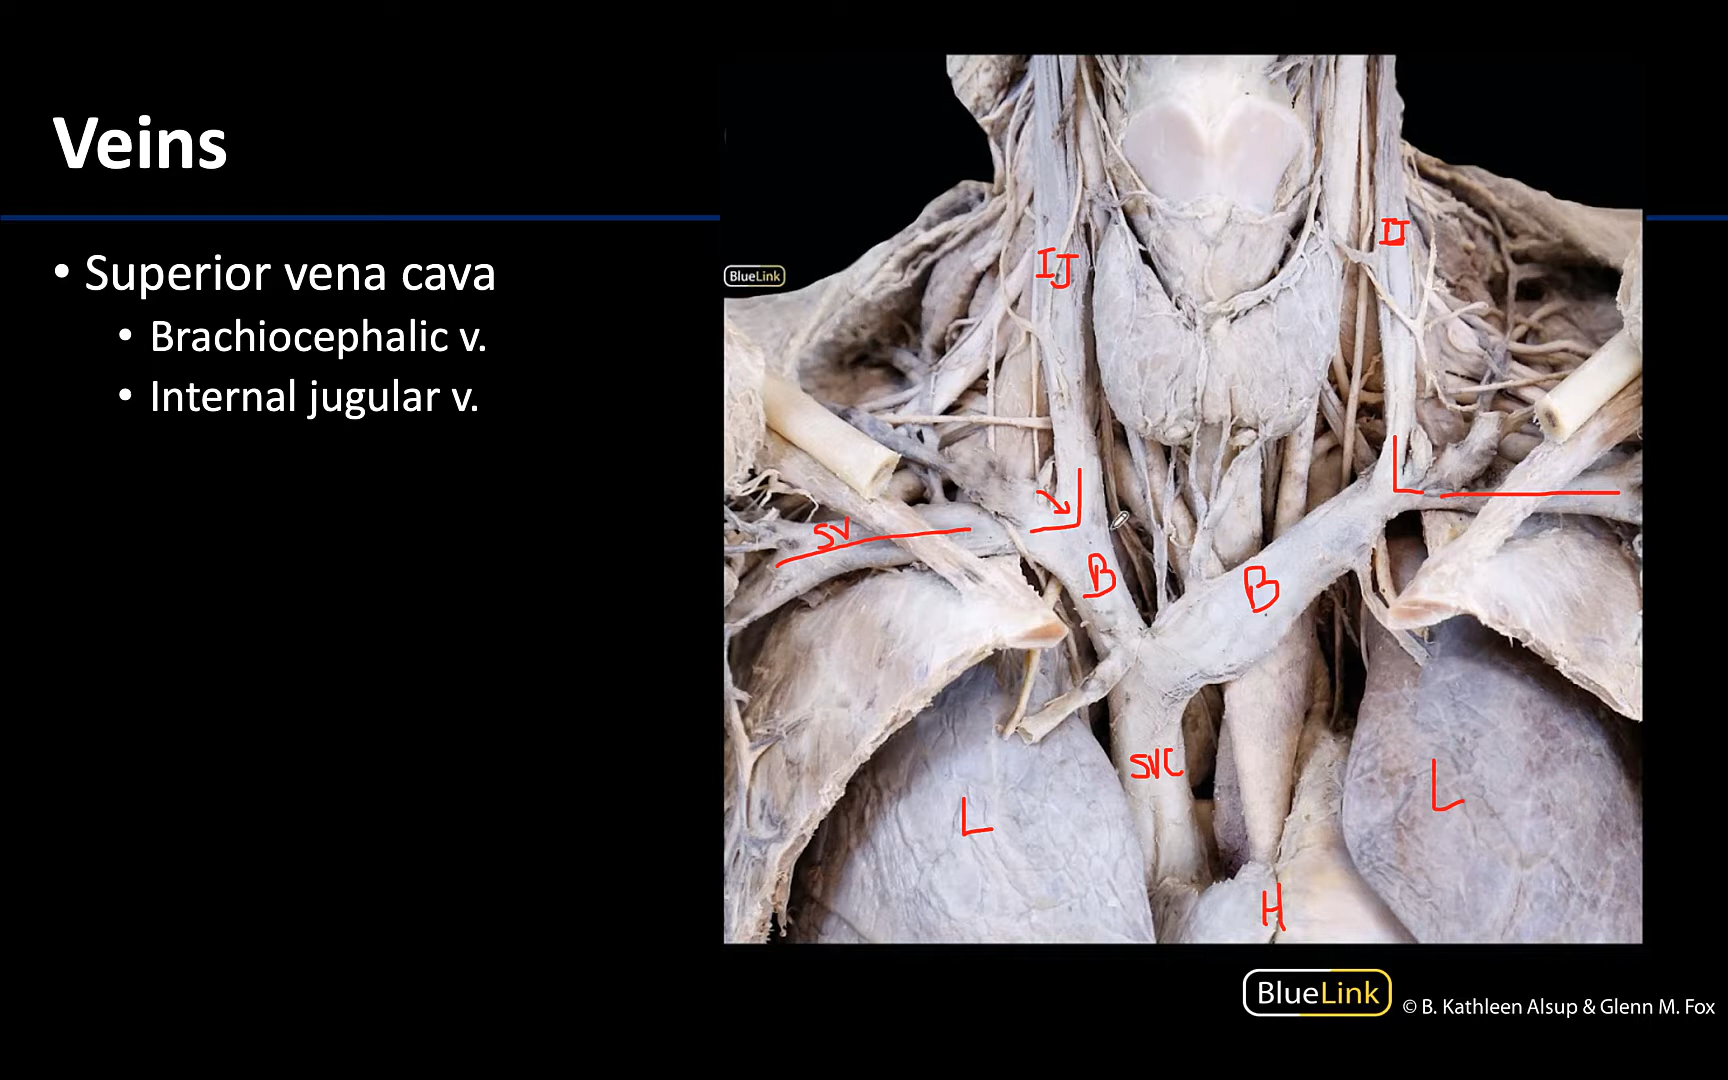 Veins
• Superior vena cava
• Brachiocephalic v.
• Internal jugular v.
BlueLink
IJ
IJ
SV
B
B
SVC
L
L
H
BlueLink
© B. Kathleen Alsup & Glenn M. Fox